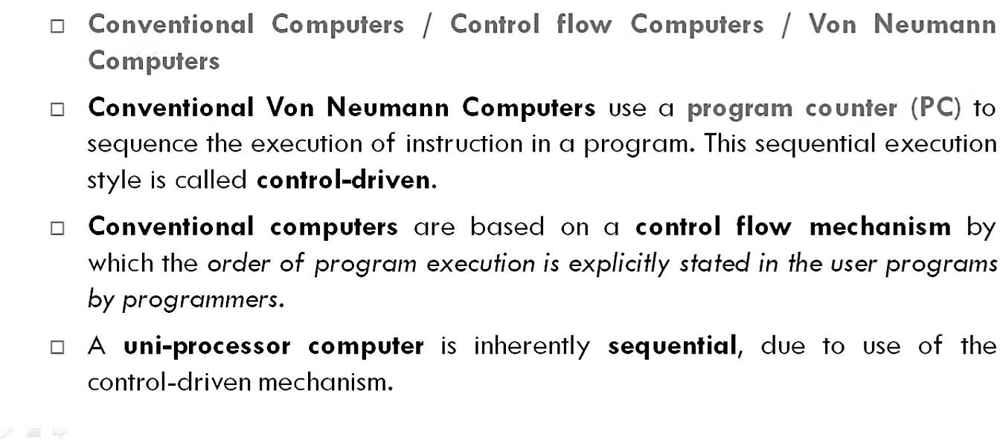 Conventional Computers / Control flow Computers / Von Neumann
Computers
Conventional Von Neumann Computers use a program counter (PC) to
sequence the execution of instruction in a program. This sequential execution
style is called control-driven.
Conventional computers are based on a control flow mechanism by
which the order of program execution is explicitly stated in the user programs
by programmers.
A uni-processor computer is inherently sequential, due to use of the
control-driven mechanism.